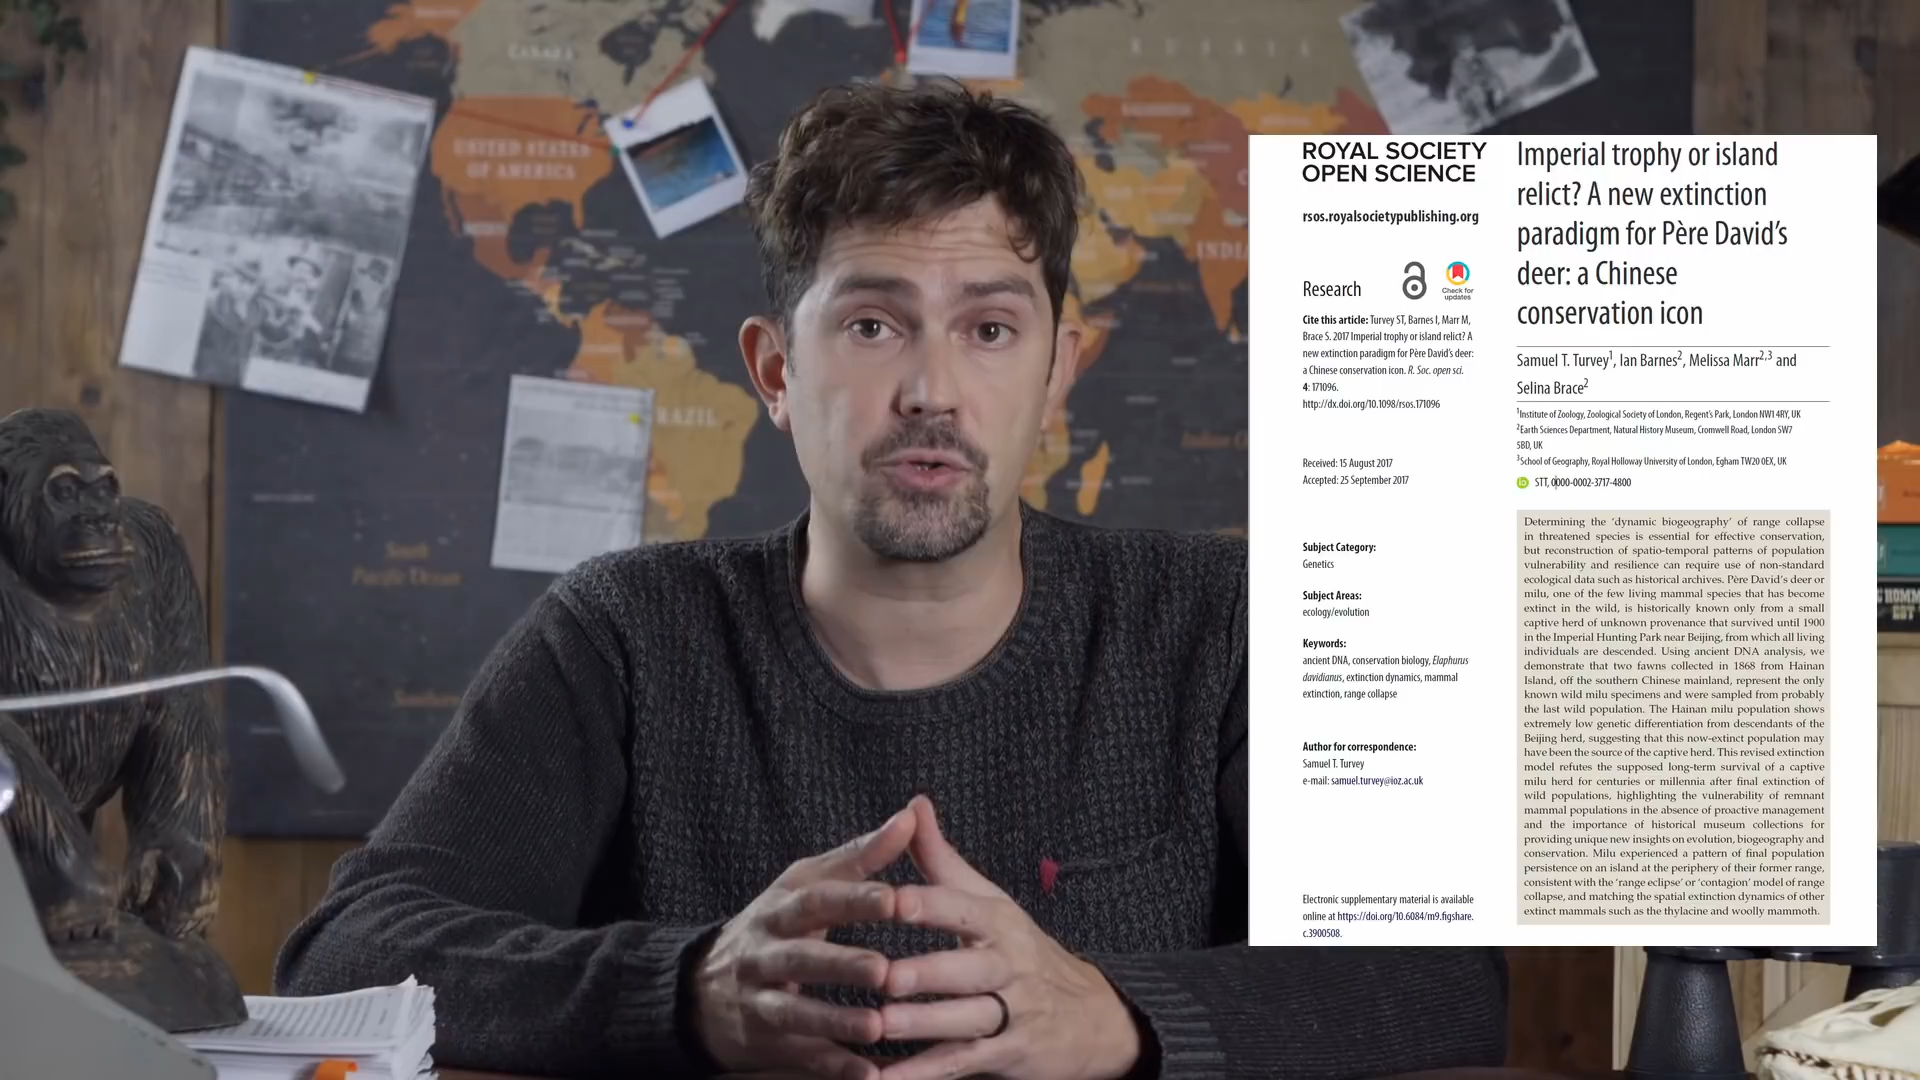 CANADA
RUSSIA
UNITED STATES
OF AMERICA
MEXICO
BRAZIL
INDI
South
Pacific Ocean
ROYAL SOCIETY
OPEN SCIENCE
rsos.royalsocietypublishing.org
Research
Check for
updates
Cite this article: Turvey ST, Barnes I, Marr M,
Brace S. 2017 Imperial trophy or island relict? A
new extinction paradigm for Père David's deer:
a Chinese conservation icon. R. Soc. open sci.
4: 171096.
http://dx.doi.org/10.1098/rsos.171096
Received: 15 August 2017
Accepted: 25 September 2017
Subject Category:
Genetics
Subject Areas:
ecology/evolution
Keywords:
ancient DNA, conservation biology, Elaphurus
davidianus, extinction dynamics, mammal
extinction, range collapse
Author for correspondence:
Samuel T. Turvey
e-mail: samuel.turvey@ioz.ac.uk
Electronic supplementary material is available
online at https://doi.org/10.6084/m9.figshare.
c.3900508.
Imperial trophy or island
relict? A new extinction
paradigm for Père David's
deer: a Chinese
conservation icon
Samuel T. Turvey1, Ian Barnes2, Melissa Marr2,3 and
Selina Brace2
1Institute of Zoology, Zoological Society of London, Regent's Park, London NW1 4RY, UK
2Earth Sciences Department, Natural History Museum, Cromwell Road, London SW7
5BD, UK
3School of Geography, Royal Holloway University of London, Egham TW20 0EX, UK
iD STT, 0000-0002-3717-4800
Determining the 'dynamic biogeography' of range collapse
in threatened species is essential for effective conservation,
but reconstruction of spatio-temporal patterns of population
vulnerability and resilience can require use of non-standard
ecological data such as historical archives. Père David's deer or
milu, one of the few living mammal species that has become
extinct in the wild, is historically known only from a small
captive herd of unknown provenance that survived until 1900
in the Imperial Hunting Park near Beijing, from which all living
individuals are descended. Using ancient DNA analysis, we
demonstrate that two fawns collected in 1868 from Hainan
Island, off the southern Chinese mainland, represent the only
known wild milu specimens and were sampled from probably
the last wild population. The Hainan milu population shows
extremely low genetic differentiation from descendants of the
Beijing herd, suggesting that this now-extinct population may
have been the source of the captive herd. This revised extinction
model refutes the supposed long-term survival of a captive
milu herd for centuries or millennia after final extinction of
wild populations, highlighting the vulnerability of remnant
mammal populations in the absence of proactive management
and the importance of historical museum collections for
providing unique new insights on evolution, biogeography and
conservation. Milu experienced a pattern of final population
persistence on an island at the periphery of their former range,
consistent with the 'range eclipse' or 'contagion' model of range
collapse, and matching the spatial extinction dynamics of other
extinct mammals such as the thylacine and woolly mammoth.